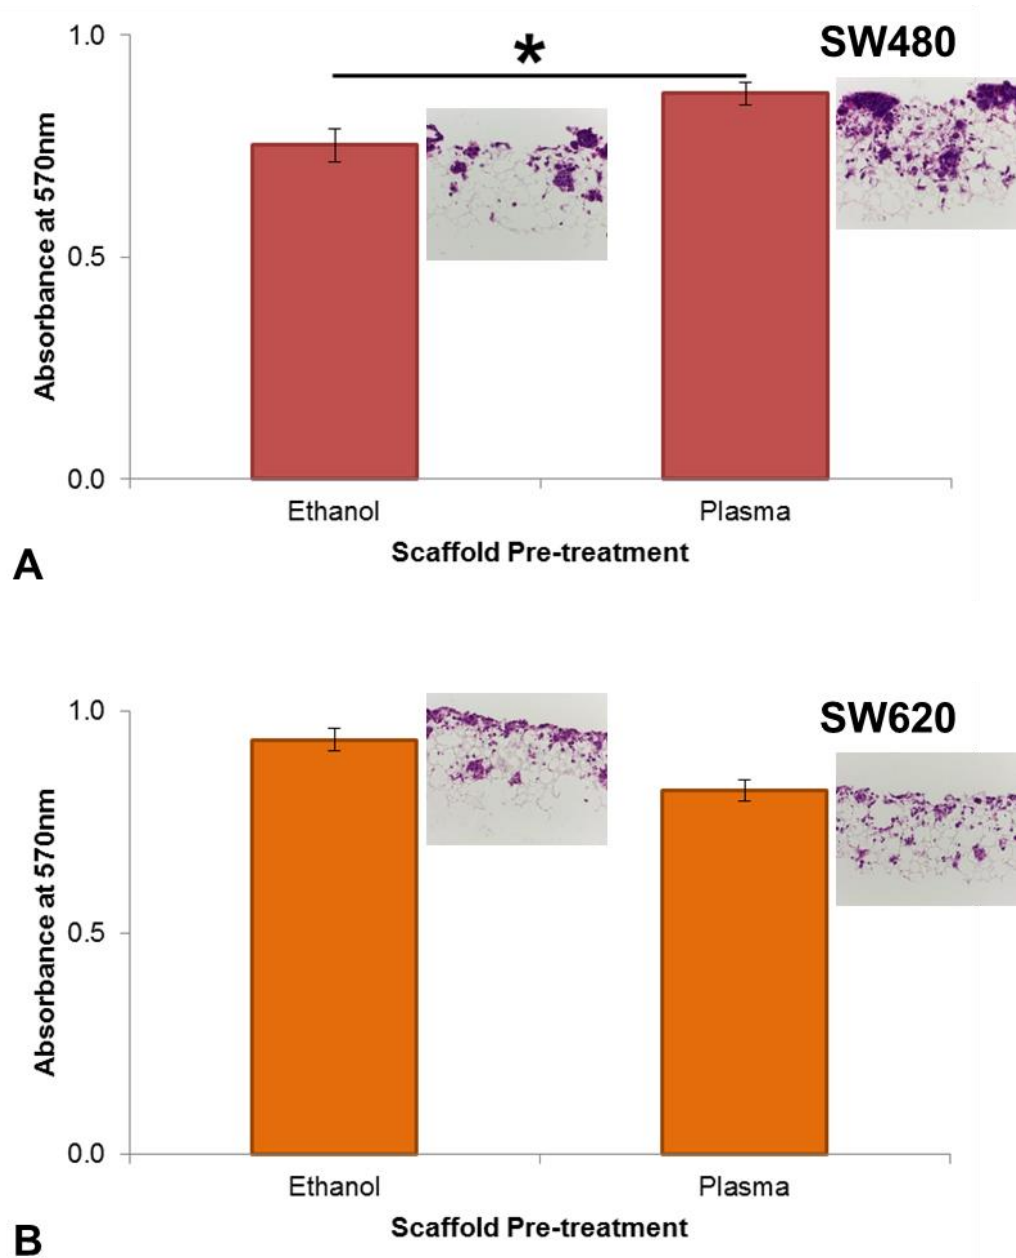 SW480
*
1.0
0.5
0.0
Absorbance at 570nm
Ethanol
Plasma
Scaffold Pre-treatment
A
SW620
1.0
0.5
0.0
Absorbance at 570nm
Ethanol
Plasma
Scaffold Pre-treatment
B